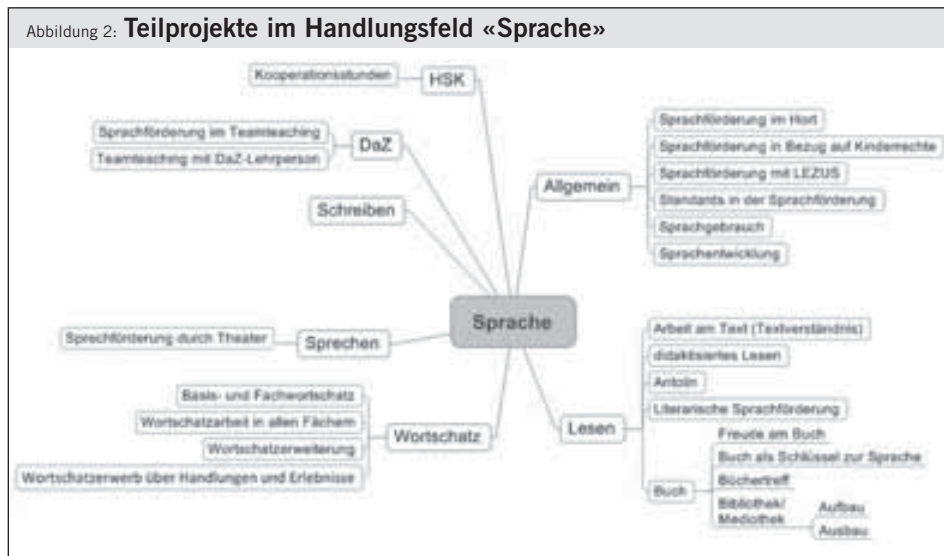 Abbildung 2: Teilprojekte im Handlungsfeld «Sprache»
Kooperationsstunden
HSK
Sprachförderung im Teamteaching
Teamteaching mit DaZ-Lehrperson
DaZ
Schreiben
Sprechförderung durch Theater
Sprechen
Basis- und Fachwortschatz
Wortschatzarbeit in allen Fächern
Wortschatzerweiterung
Wortschatzerwerb über Handlungen und Erlebnisse
Wortschatz
Sprache
Allgemein
Sprachförderung im Hort
Sprachförderung in Bezug auf Kinderrechte
Sprachförderung mit LEZUS
Standards in der Sprachförderung
Sprachgebrauch
Sprachentwicklung
Lesen
Arbeit am Text (Textverständnis)
didaktisiertes Lesen
Antolin
Literarische Sprachförderung
Buch
Freude am Buch
Buch als Schlüssel zur Sprache
Büchertreff
Bibliothek/
Mediothek
Aufbau
Ausbau